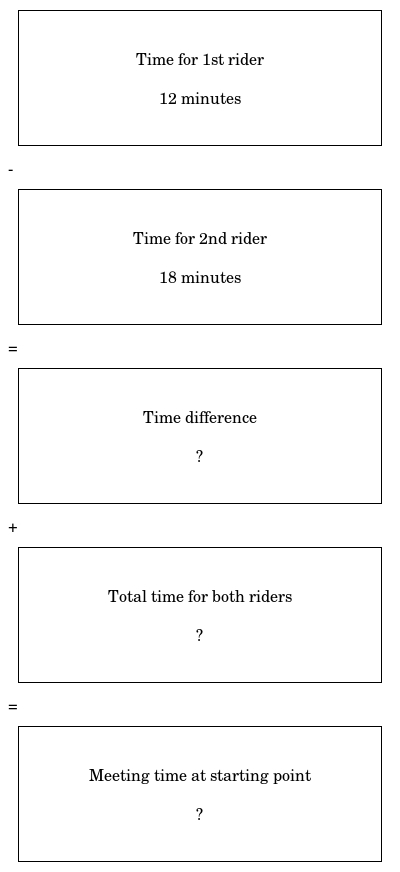 Time for 1st rider
12 minutes
-
Time for 2nd rider
18 minutes
=
Time difference
?
+
Total time for both riders
?
=
Meeting time at starting point
?